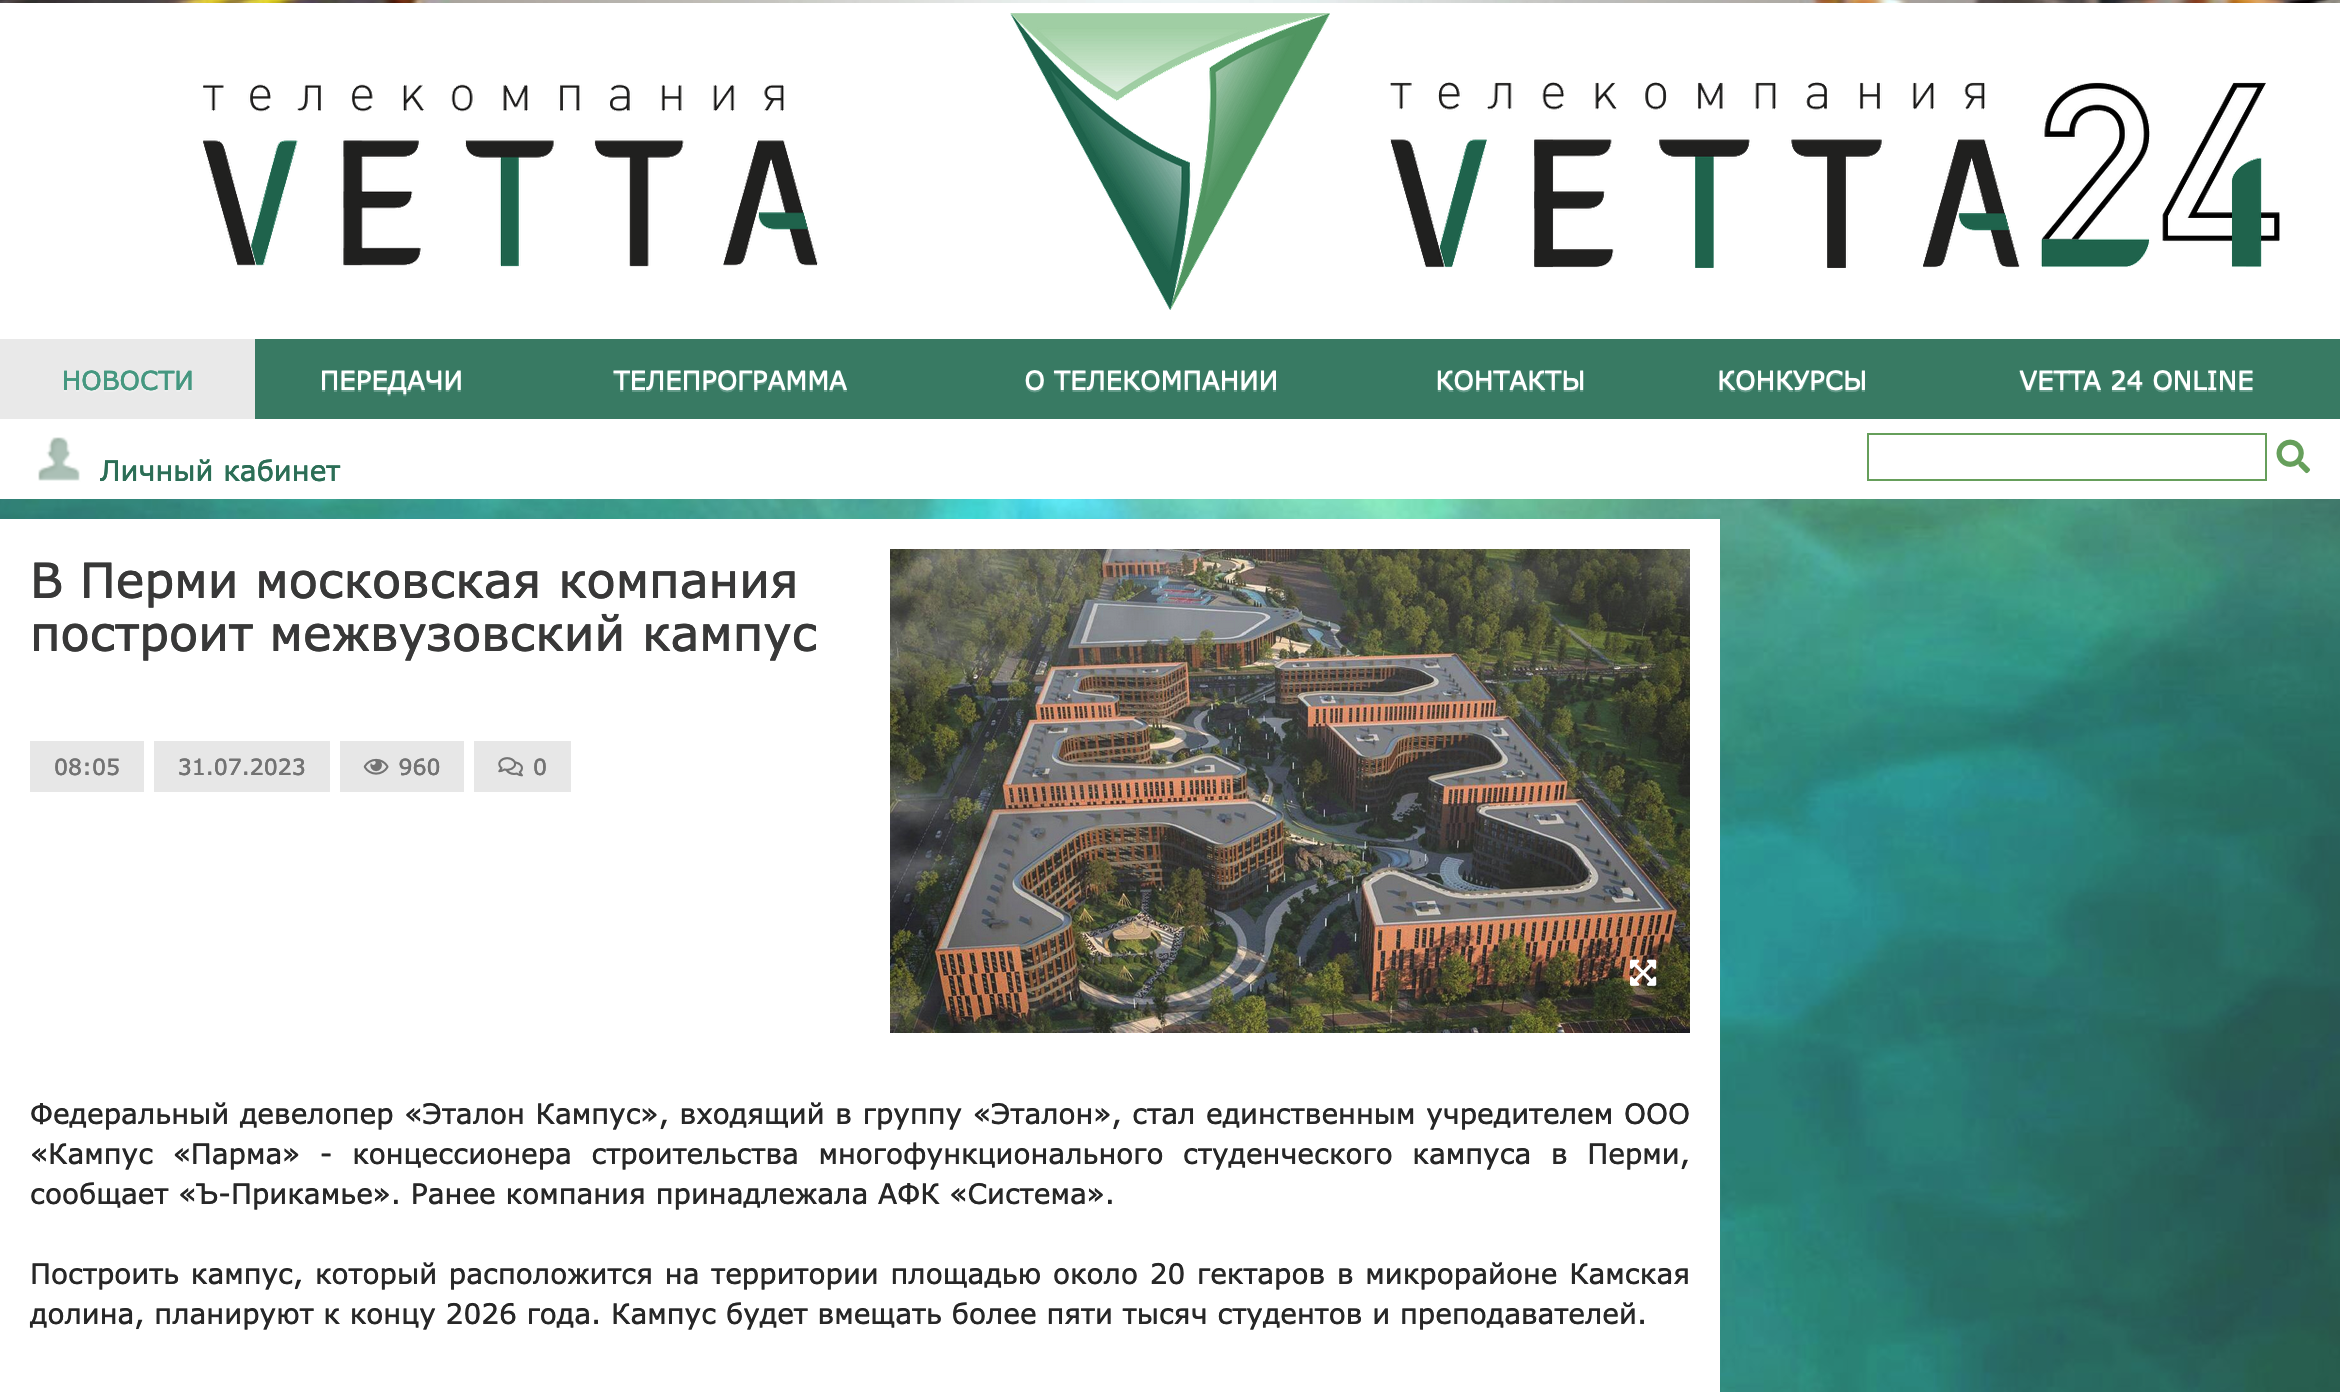 телекомпания
VETTA
телекомпания
VETTA24
НОВОСТИ
ПЕРЕДАЧИ
ТЕЛЕПРОГРАММА
О ТЕЛЕКОМПАНИИ
КОНТАКТЫ
КОНКУРСЫ
VETTA 24 ONLINE
Личный кабинет
В Перми московская компания
построит межвузовский кампус
08:05
31.07.2023
960
0
Федеральный девелопер «Эталон Кампус», входящий в группу «Эталон», стал единственным учредителем ООО
«Кампус «Парма» - концессионера строительства многофункционального студенческого кампуса в Перми,
сообщает «Ъ-Прикамье». Ранее компания принадлежала АФК «Система».
Построить кампус, который расположится на территории площадью около 20 гектаров в микрорайоне Камская
долина, планируют к концу 2026 года. Кампус будет вмещать более пяти тысяч студентов и преподавателей.